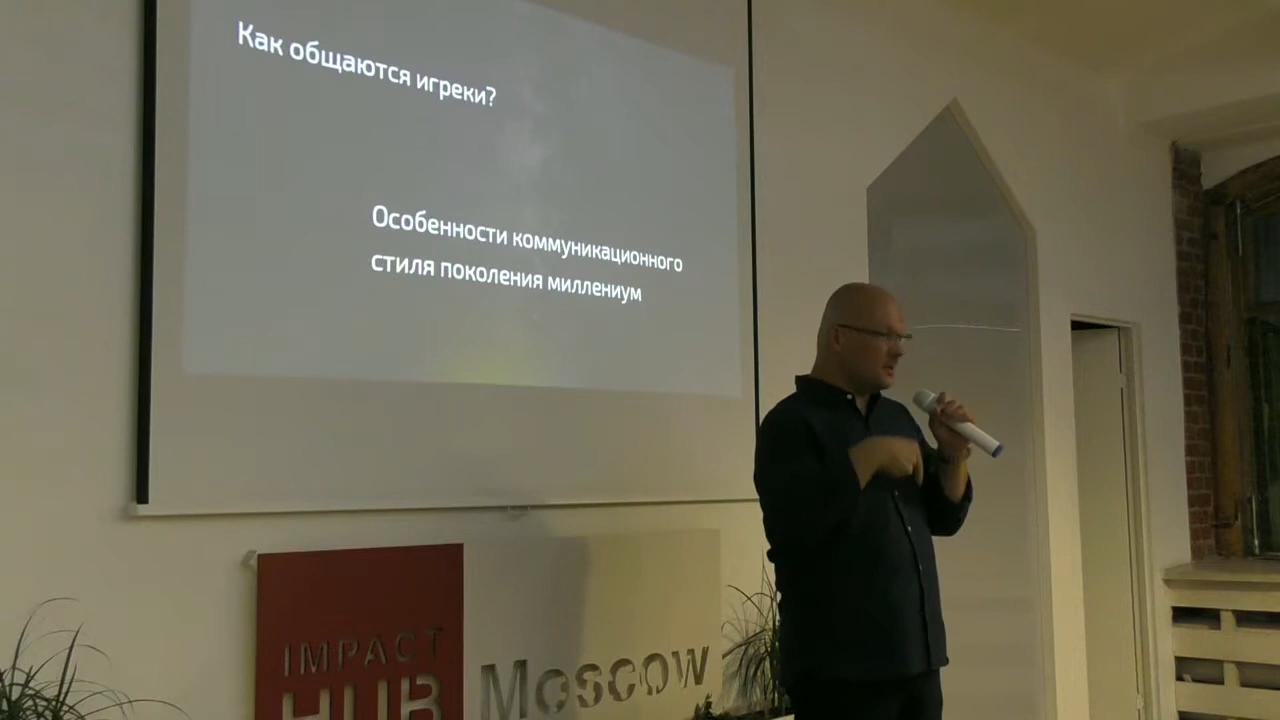 Как общаются игреки?
Особенности коммуникационного
стиля поколения миллениум
IMPACT
HUB Moscow